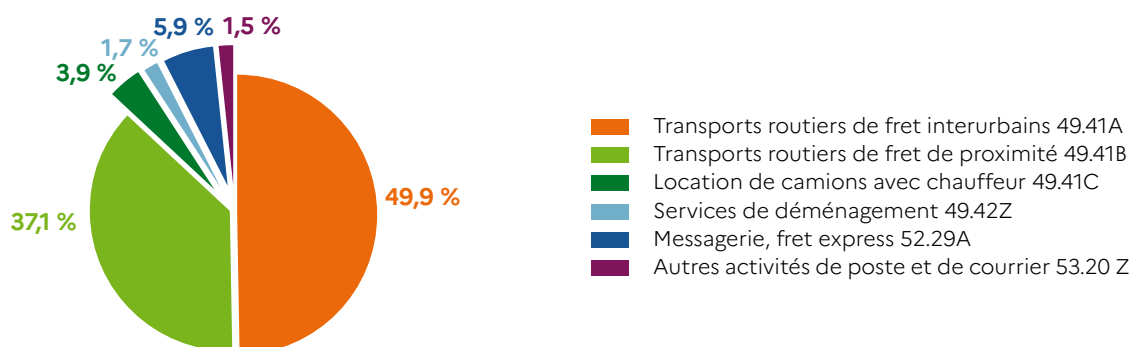 5,9 %
1,5 %
1,7 %
3,9 %
37,1 %
49,9 %
Transports routiers de fret interurbains 49.41A
Transports routiers de fret de proximité 49.41B
Location de camions avec chauffeur 49.41C
Services de déménagement 49.42Z
Messagerie, fret express 52.29A
Autres activités de poste et de courrier 53.20 Z